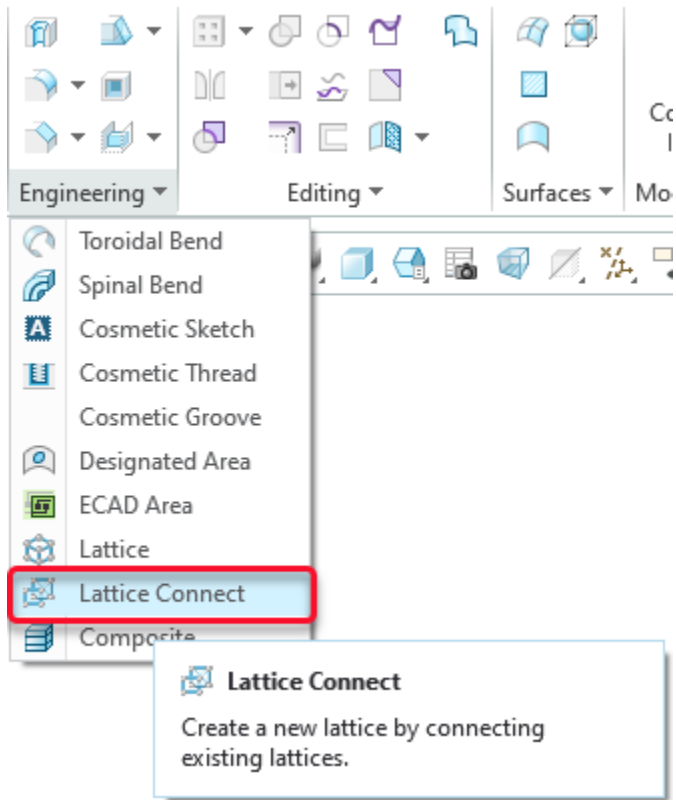 Engineering
Editing
Surfaces
Toroidal Bend
Spinal Bend
Cosmetic Sketch
Cosmetic Thread
Cosmetic Groove
Designated Area
A
ECAD Area
Lattice
Lattice Connect
Composite
Lattice Connect
Create a new lattice by connecting
existing lattices.